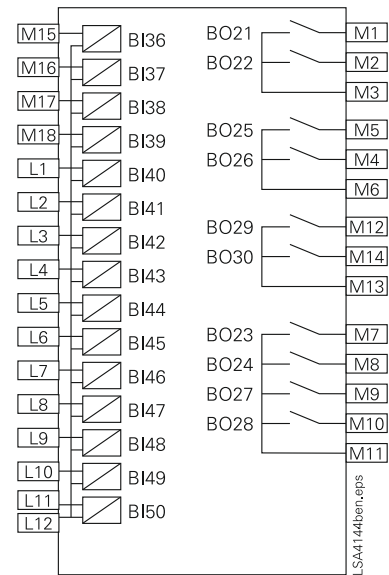 M15 BI36
M16 BI37
M17 BI38
M18 BI39
L1 BI40
L2 BI41
L3 BI42
L4 BI43
L5 BI44
L6 BI45
L7 BI46
L8 BI47
L9 BI48
L10 BI49
L11 BI50
L12
BO21 M1
BO22 M2
M3
BO25 M5
BO26 M4
M6
BO29 M12
BO30 M14
M13
BO23 M7
BO24 M8
BO27 M9
BO28 M10
M11
LSA4144ben.eps